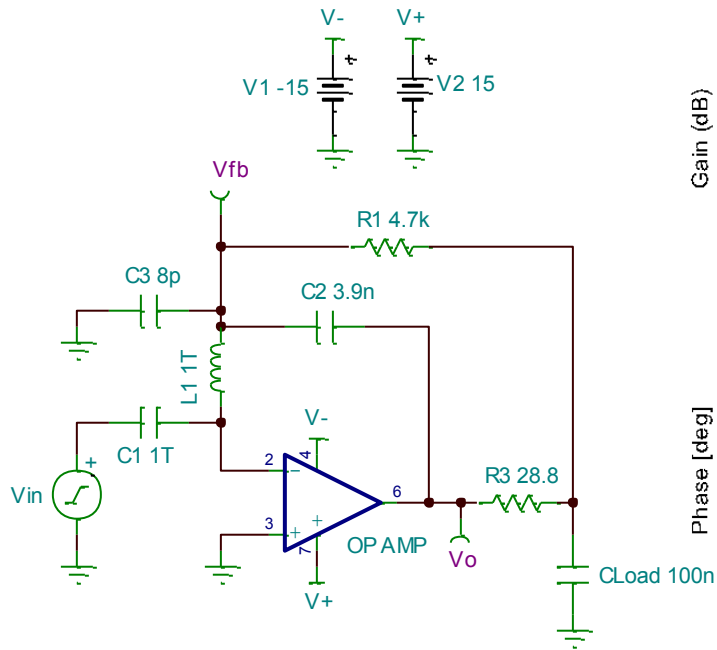 V-
V+
V1 -15
V2 15
Gain (dB)
Vfb
R1 4.7k
C3 8p
C2 3.9n
L1 1T
C1 1T
V-
4
2
6
3
7
+
Vin
-
+
+
OP AMP
R3 28.8
Vo
V+
CLoad 100n
Phase [deg]
+
+